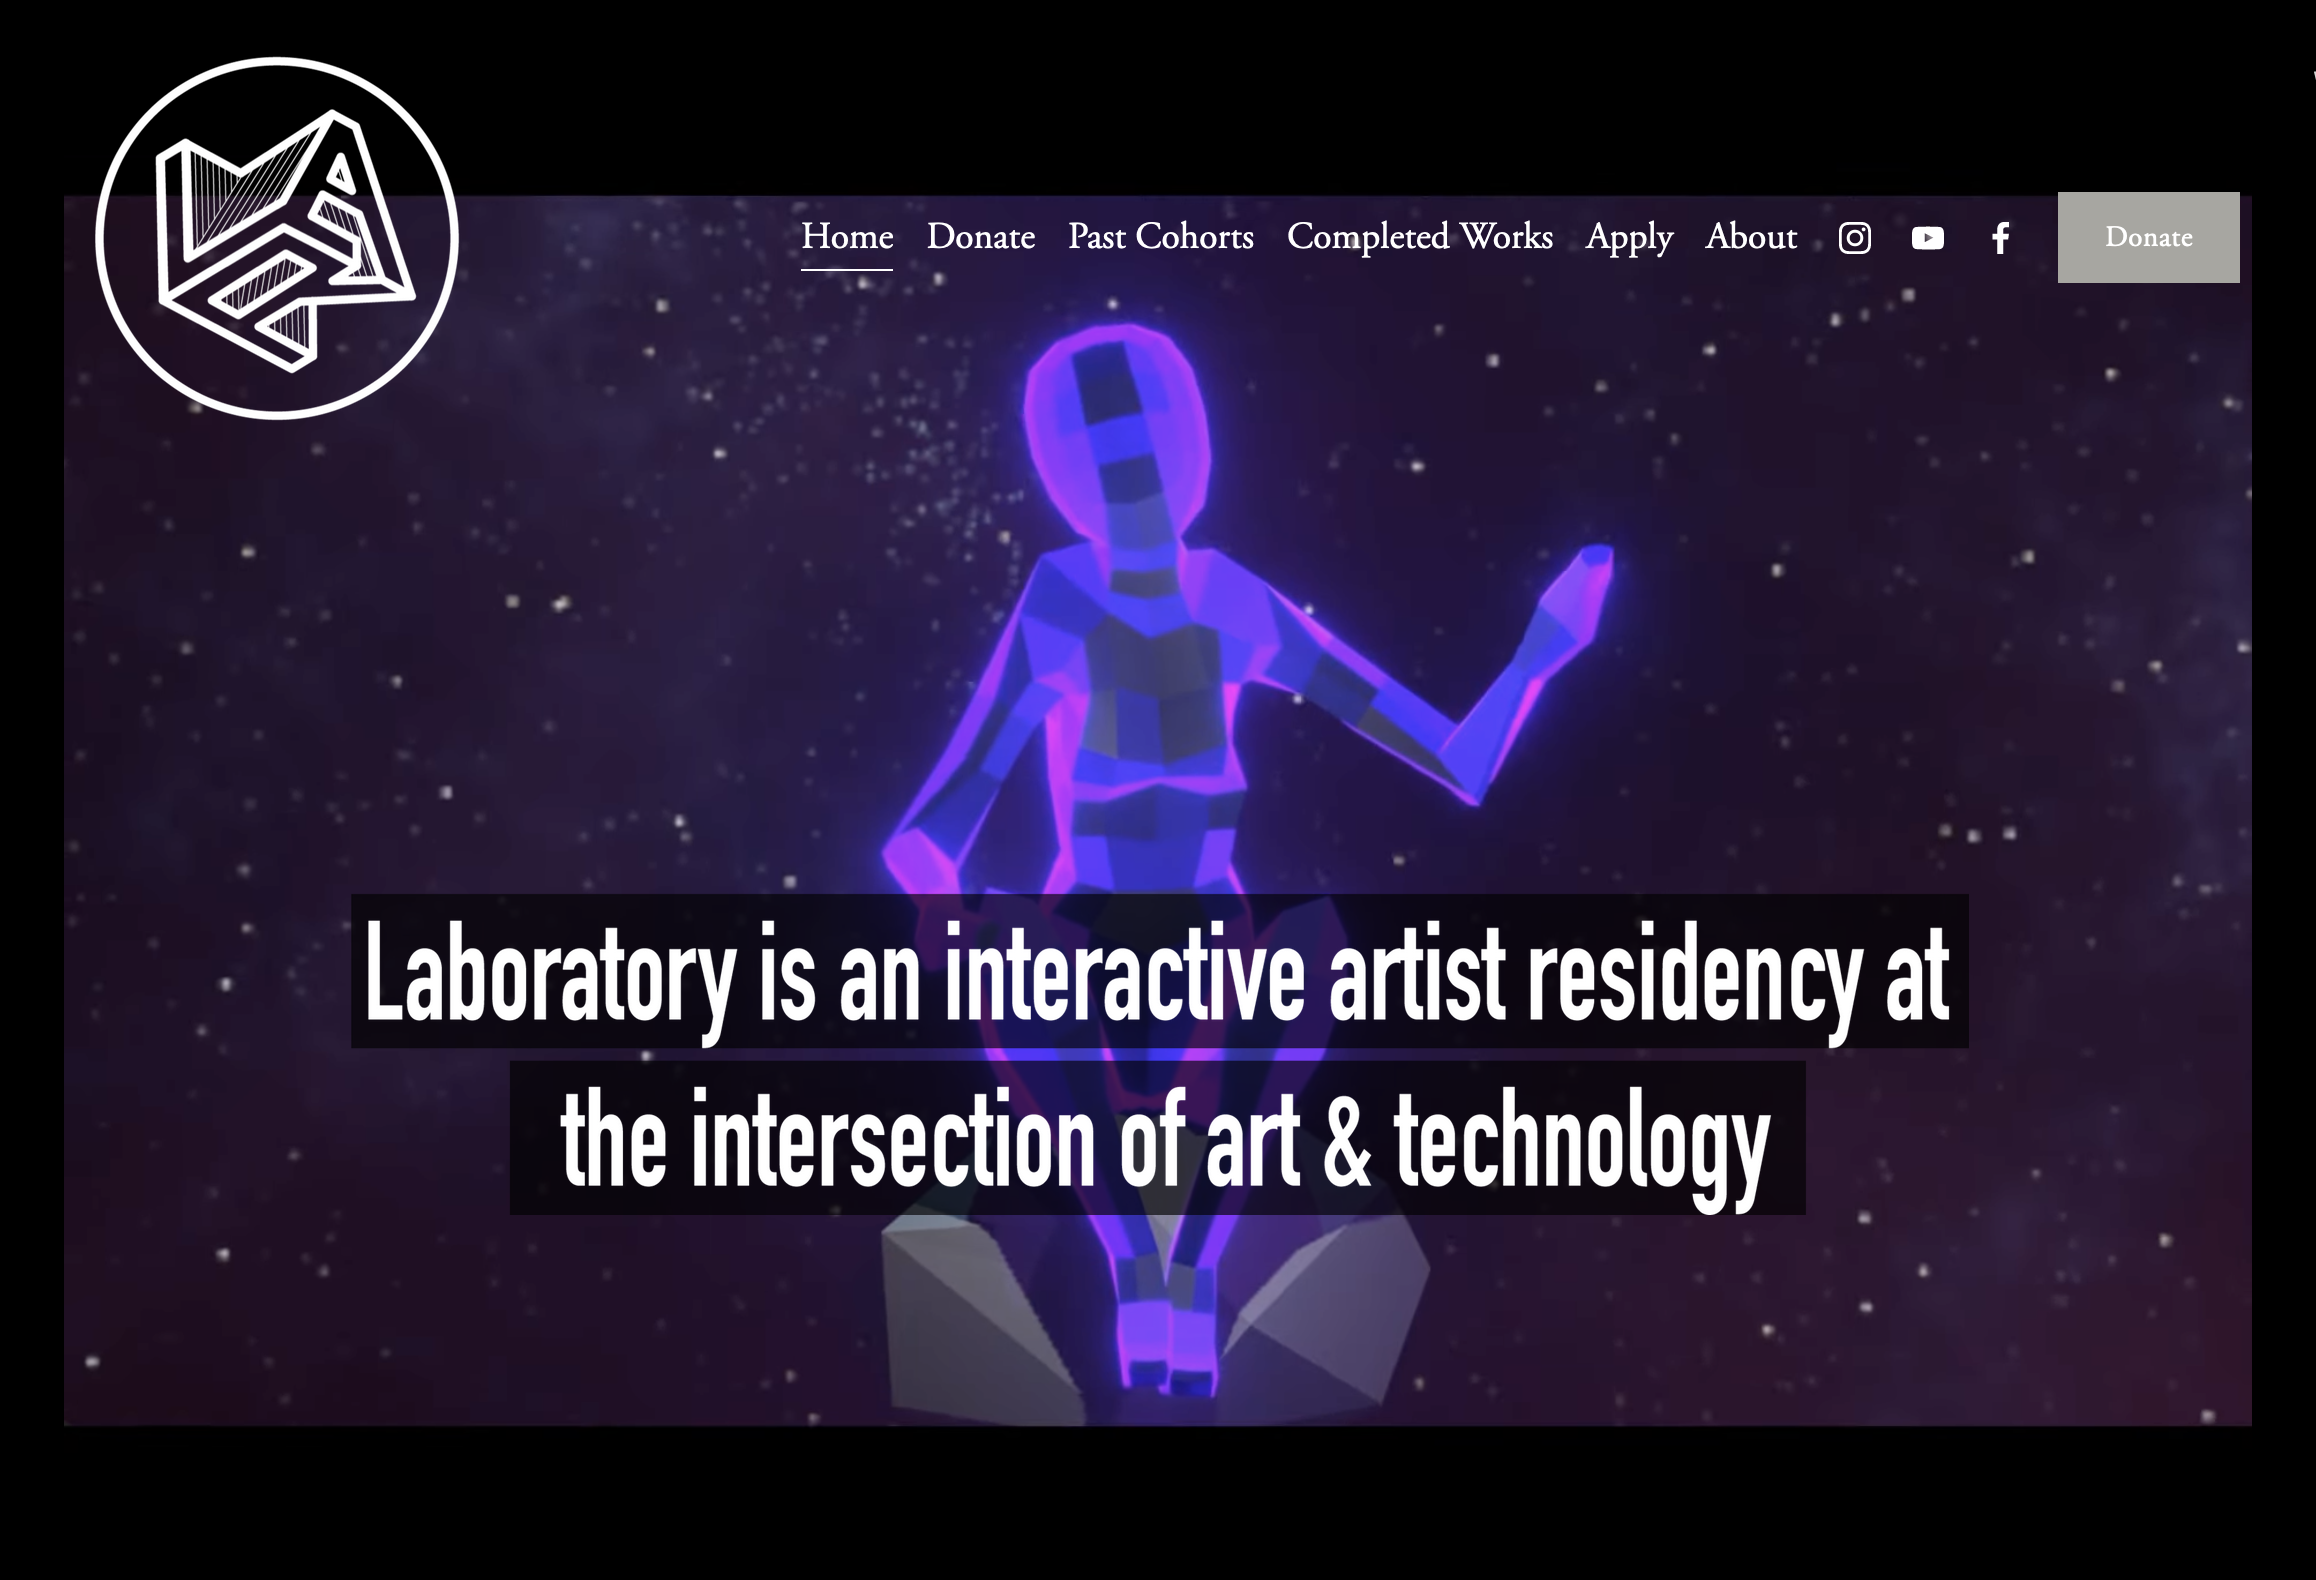 Home Donate Past Cohorts Completed Works Apply About Donate
Laboratory is an interactive artist residency at
the intersection of art & technology